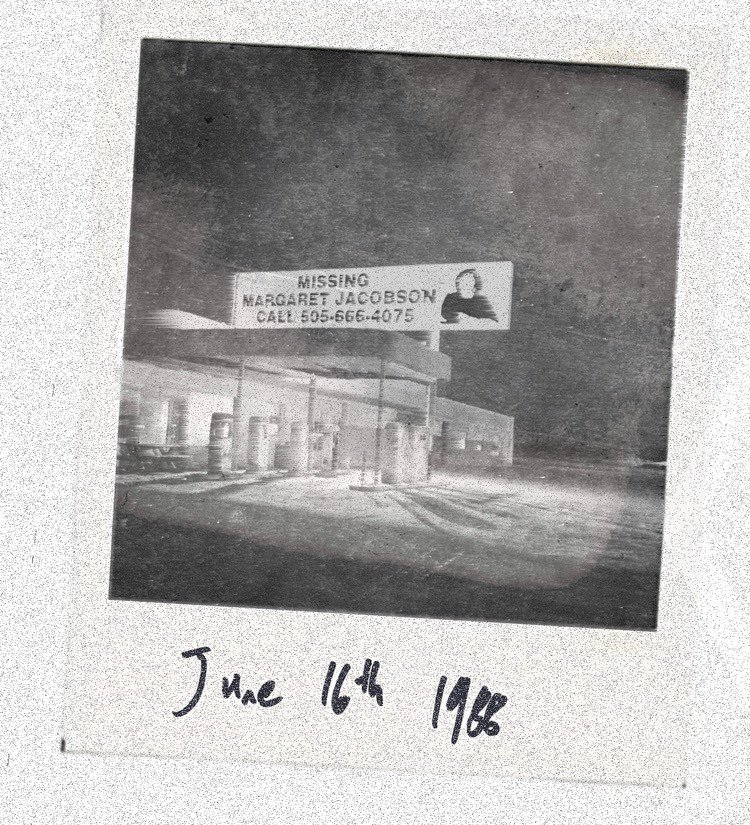 MISSING
MARGARET JACOBSON
CALL 505-666-4075
June 16th 1988